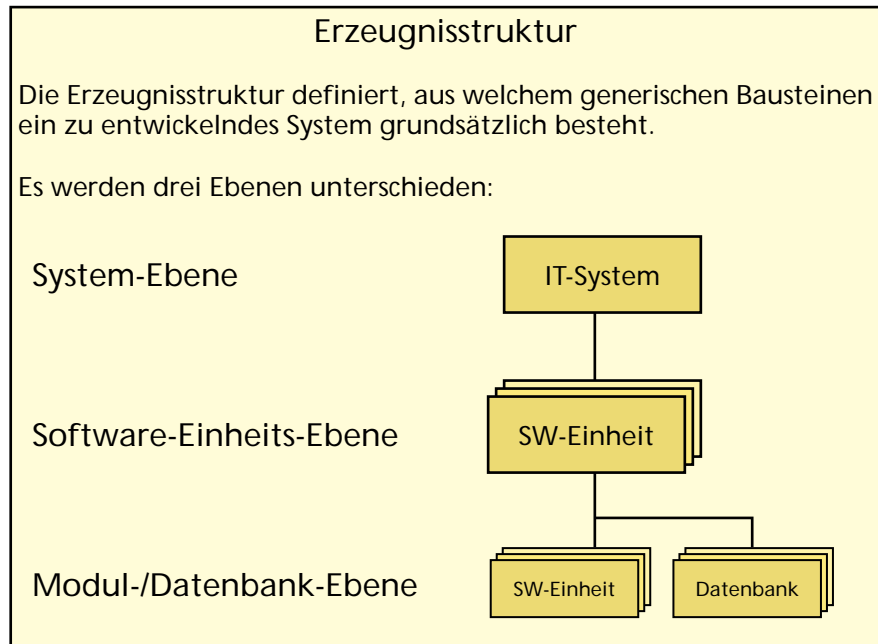 Erzeugnisstruktur
Die Erzeugnisstruktur definiert, aus welchem generischen Bausteinen
ein zu entwickelndes System grundsätzlich besteht.
Es werden drei Ebenen unterschieden:
System-Ebene
IT-System
Software-Einheits-Ebene
SW-Einheit
Modul-/Datenbank-Ebene
SW-Einheit
Datenbank